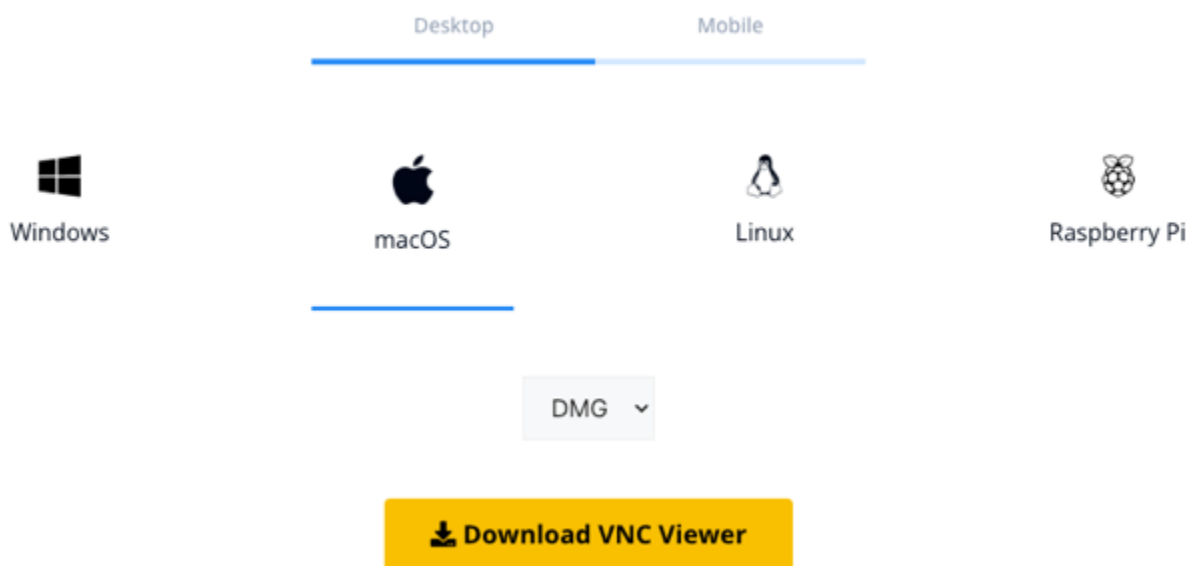 Desktop Mobile
Windows macOS Linux Raspberry Pi
DMG
Download VNC Viewer